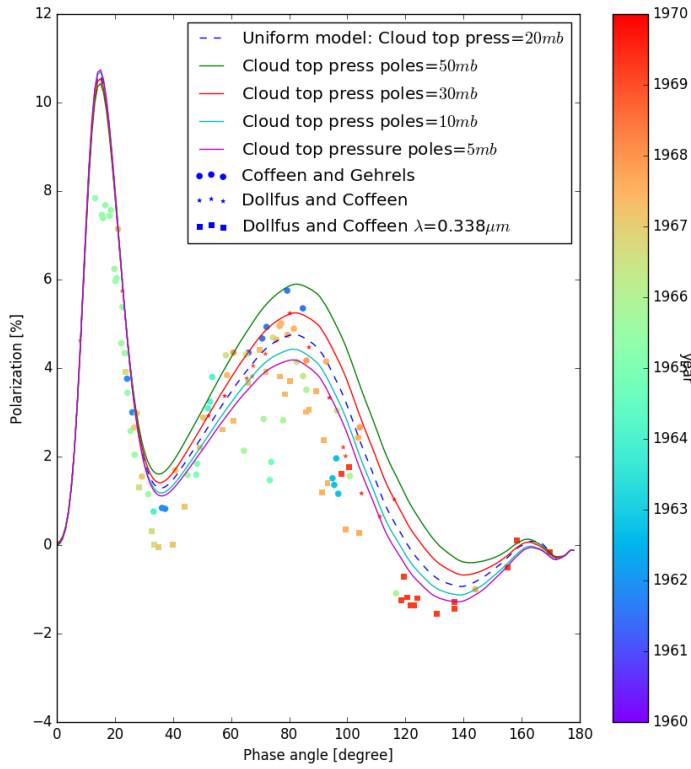 12
10
8
6
4
2
0
−2
−4
Polarization [%]
0 20 40 60 80 100 120 140 160 180
Phase angle [degree]
Uniform model: Cloud top press=20mb
Cloud top press poles=50mb
Cloud top press poles=30mb
Cloud top press poles=10mb
Cloud top pressure poles=5mb
Coffeen and Gehrels
Dollfus and Coffeen
Dollfus and Coffeen λ=0.338μm
1970
1969
1968
1967
1966
1965
1964
1963
1962
1961
1960
year